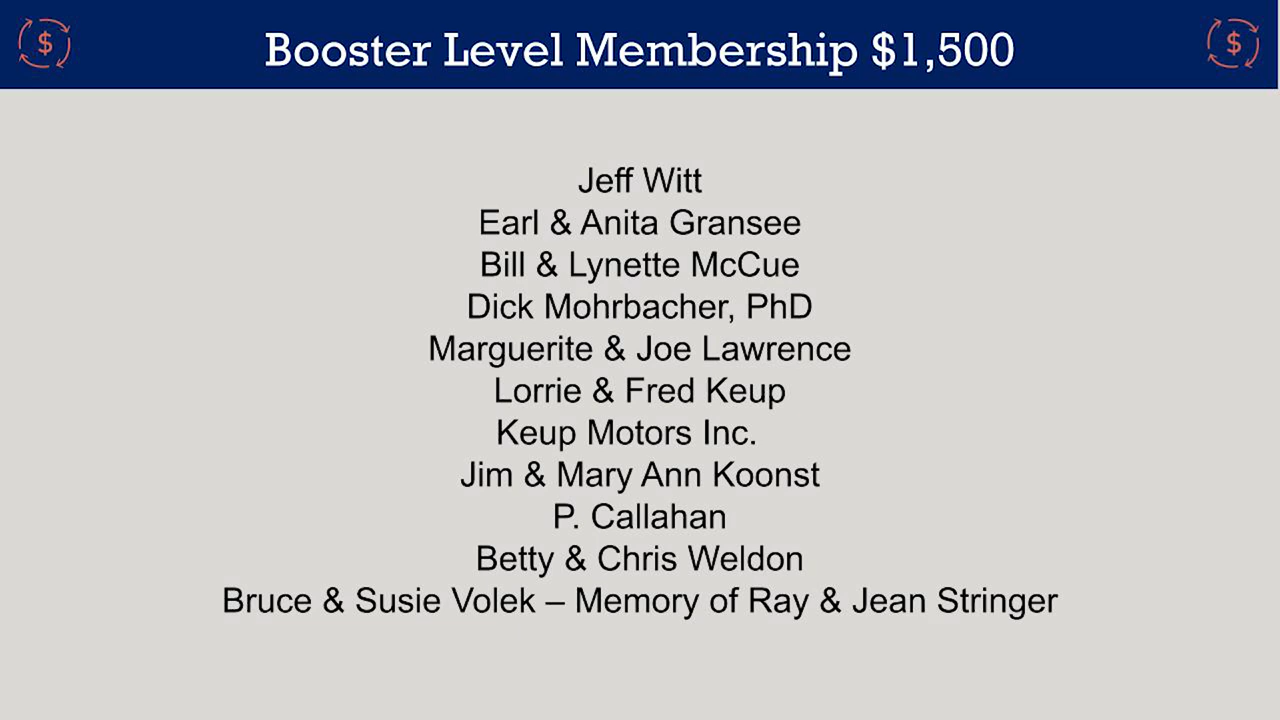 $
Booster Level Membership $1,500
$
Jeff Witt
Earl & Anita Gransee
Bill & Lynette McCue
Dick Mohrbacher, PhD
Marguerite & Joe Lawrence
Lorrie & Fred Keup
Keup Motors Inc.
Jim & Mary Ann Koonst
P. Callahan
Betty & Chris Weldon
Bruce & Susie Volek – Memory of Ray & Jean Stringer